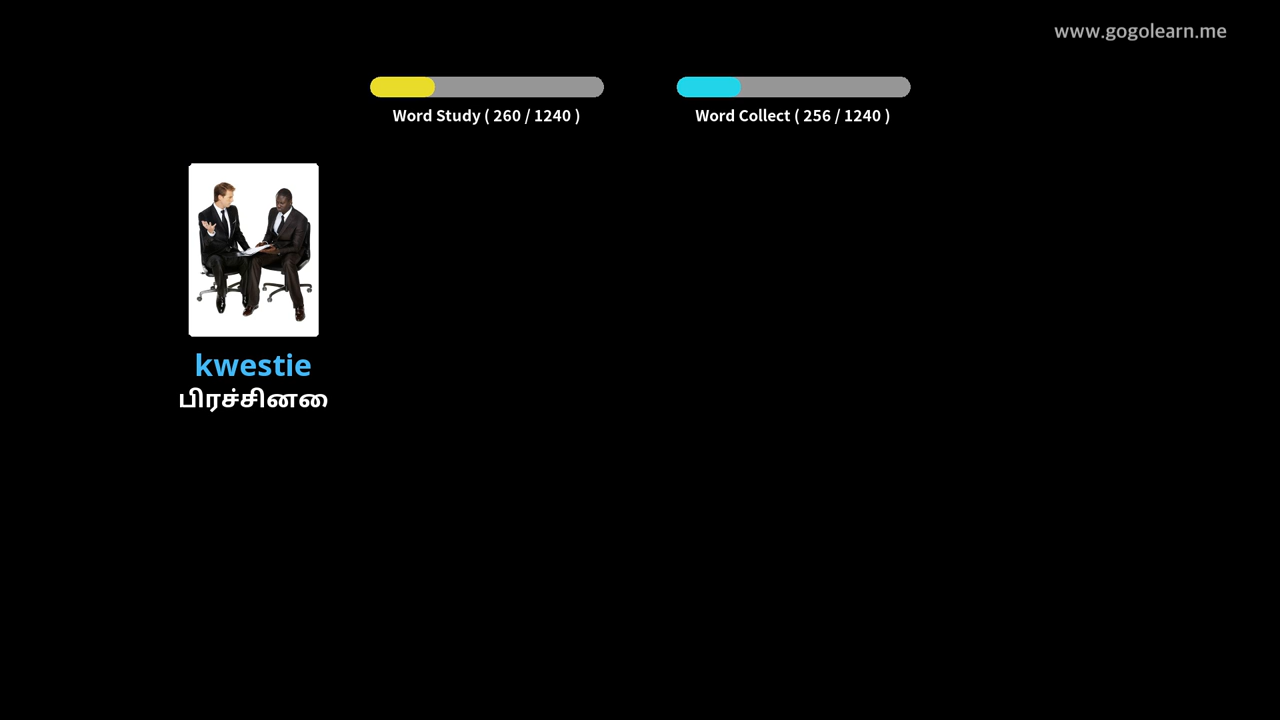 www.gogolearn.me
Word Study ( 260 / 1240 )
Word Collect ( 256 / 1240 )
kwestie
பிரச்சினை